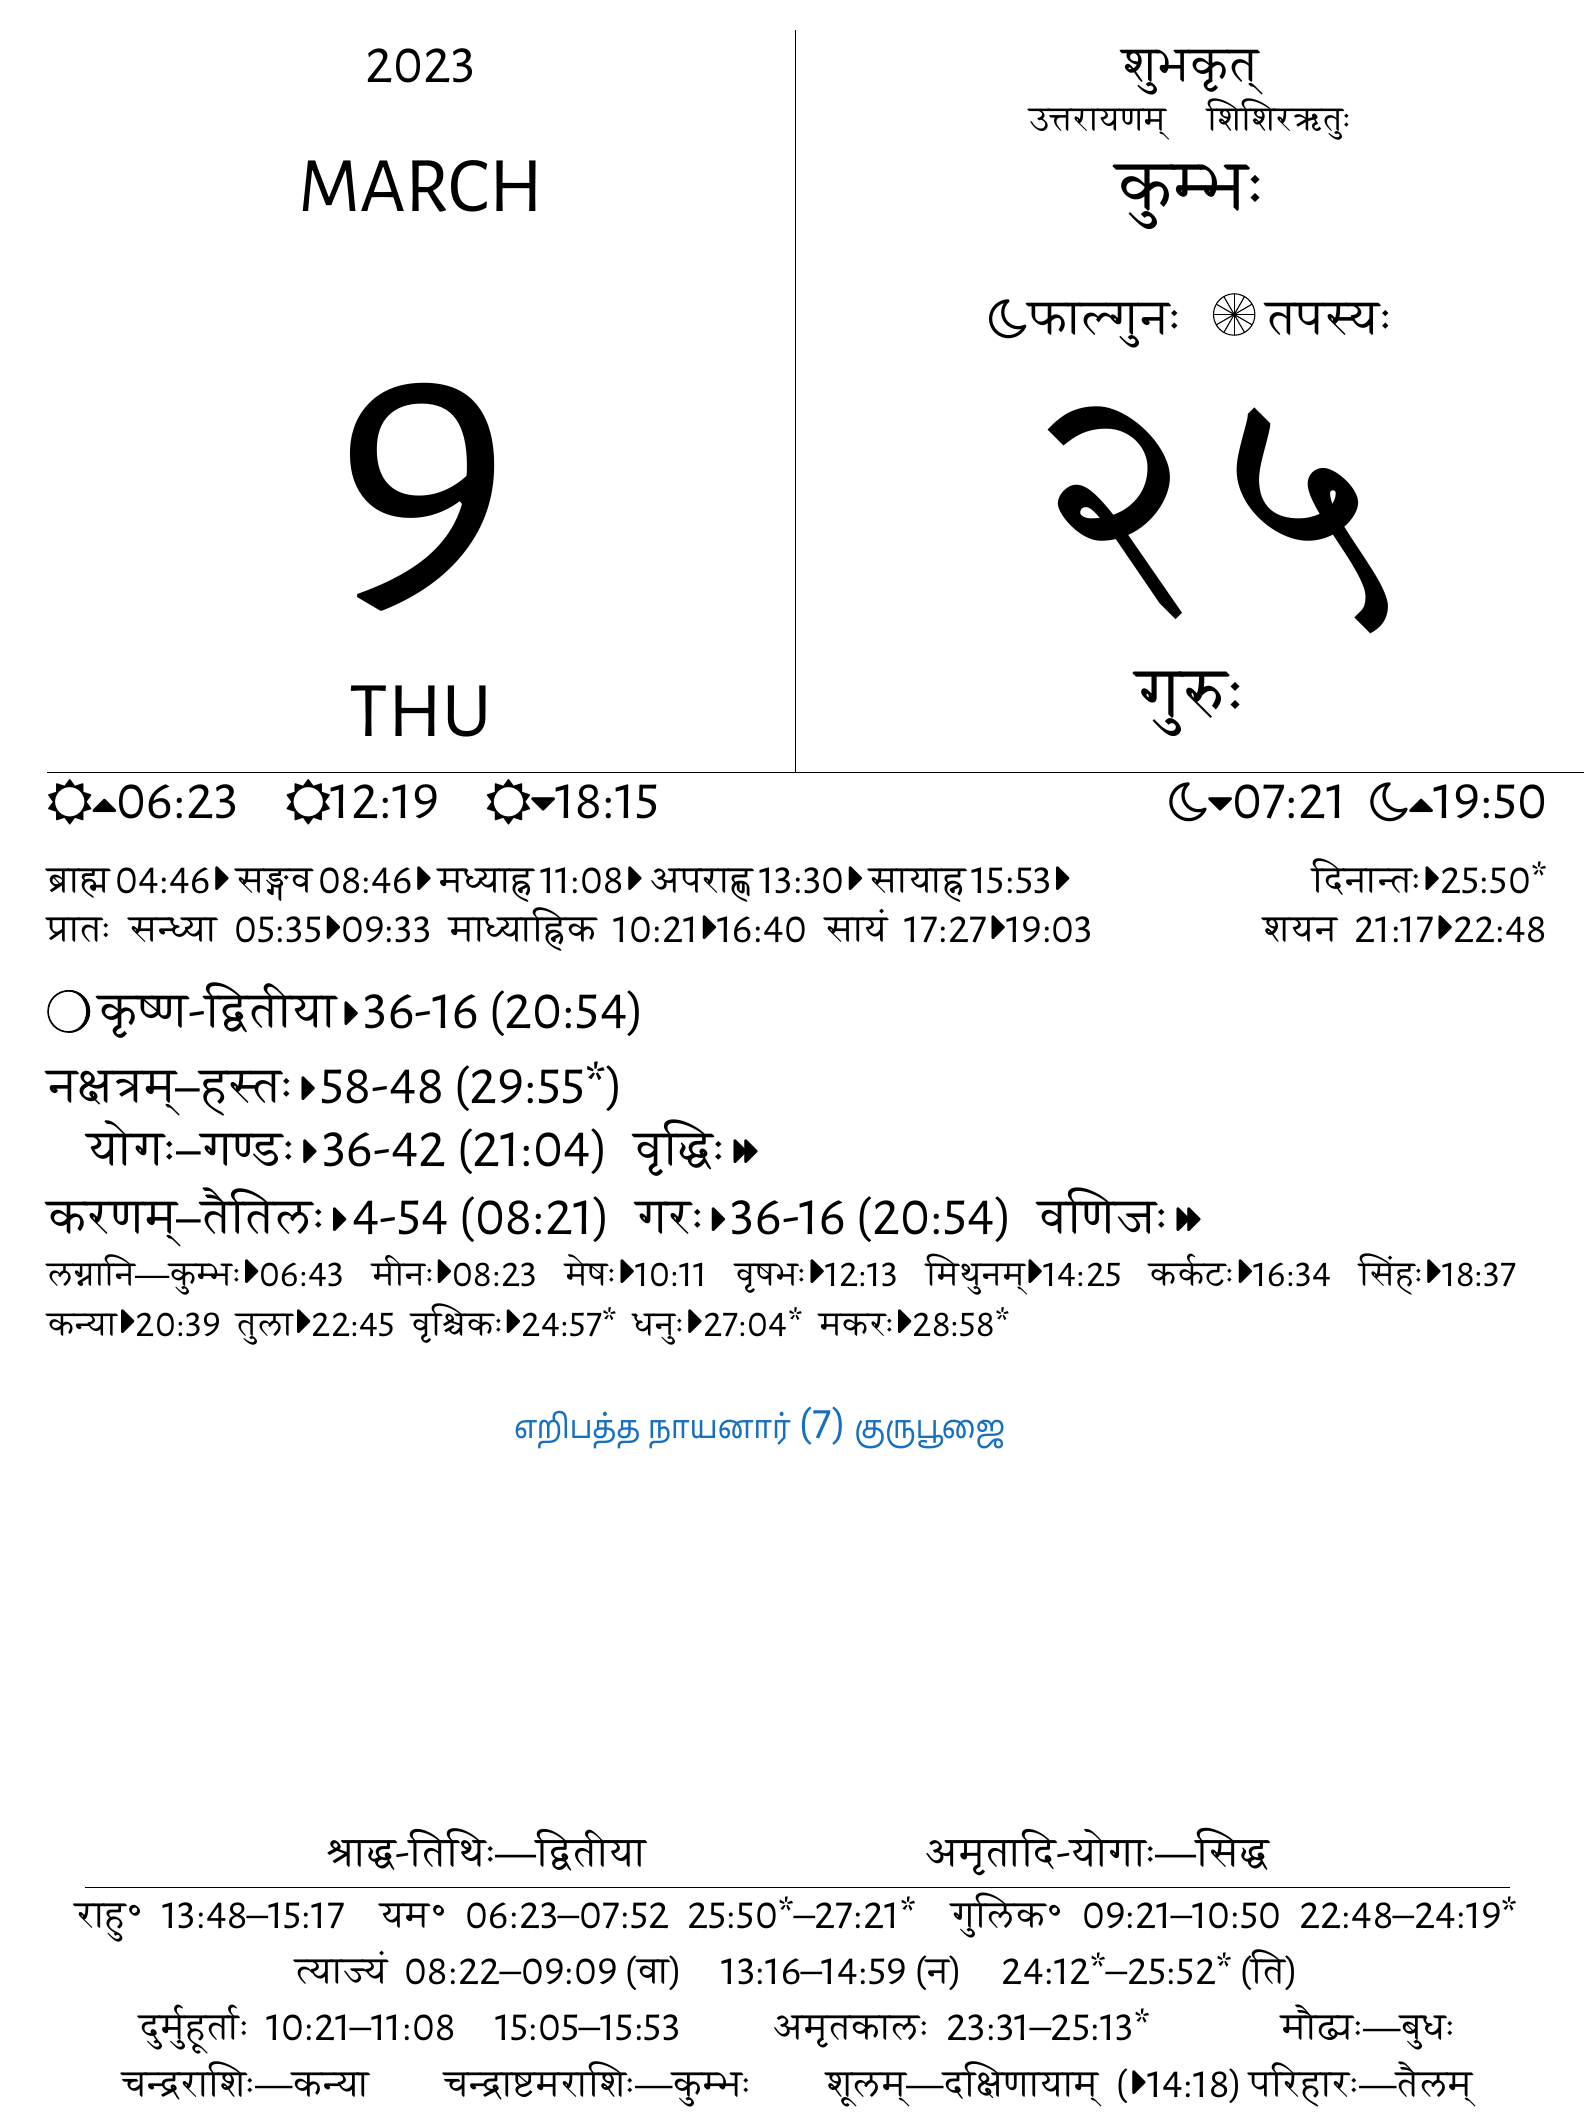 2023
MARCH
9
THU
शुभकृत्
उत्तरायणम् शिशिरऋतुः
कुम्भः
फाल्गुनः तपस्यः
२५
गुरुः
06:23 12:19 18:15 07:21 19:50
ब्राह्म 04:46 सङ्गव 08:46 मध्याह्न 11:08 अपराह्ण 13:30 सायाह्न 15:53 दिनान्तः 25:50*
प्रातः सन्ध्या 05:35 09:33 माध्याह्निक 10:21 16:40 सायं 17:27 19:03 शयन 21:17 22:48
कृष्ण-द्वितीया 36-16 (20:54)
नक्षत्रम्–हस्तः 58-48 (29:55*)
योगः–गण्डः 36-42 (21:04) वृद्धिः
करणम्–तैतिलः 4-54 (08:21) गरः 36-16 (20:54) वणिजः
लग्नानि—कुम्भः 06:43 मीनः 08:23 मेषः 10:11 वृषभः 12:13 मिथुनम् 14:25 कर्कटः 16:34 सिंहः 18:37
कन्या 20:39 तुला 22:45 वृश्चिकः 24:57* धनुः 27:04* मकरः 28:58*
எறிபத்த நாயனார் (7) குருபூஜை
श्राद्ध-तिथिः—द्वितीया अमृतादि-योगाः—सिद्ध
राहु॰ 13:48–15:17 यम॰ 06:23–07:52 25:50*–27:21* गुलिक॰ 09:21–10:50 22:48–24:19*
त्याज्यं 08:22–09:09 (वा) 13:16–14:59 (न) 24:12*–25:52* (ति)
दुर्मुहूर्ताः 10:21–11:08 15:05–15:53 अमृतकालः 23:31–25:13* मौढ्यः—बुधः
चन्द्रराशिः—कन्या चन्द्राष्टमराशिः—कुम्भः शूलम्—दक्षिणायाम् (14:18) परिहारः—तैलम्